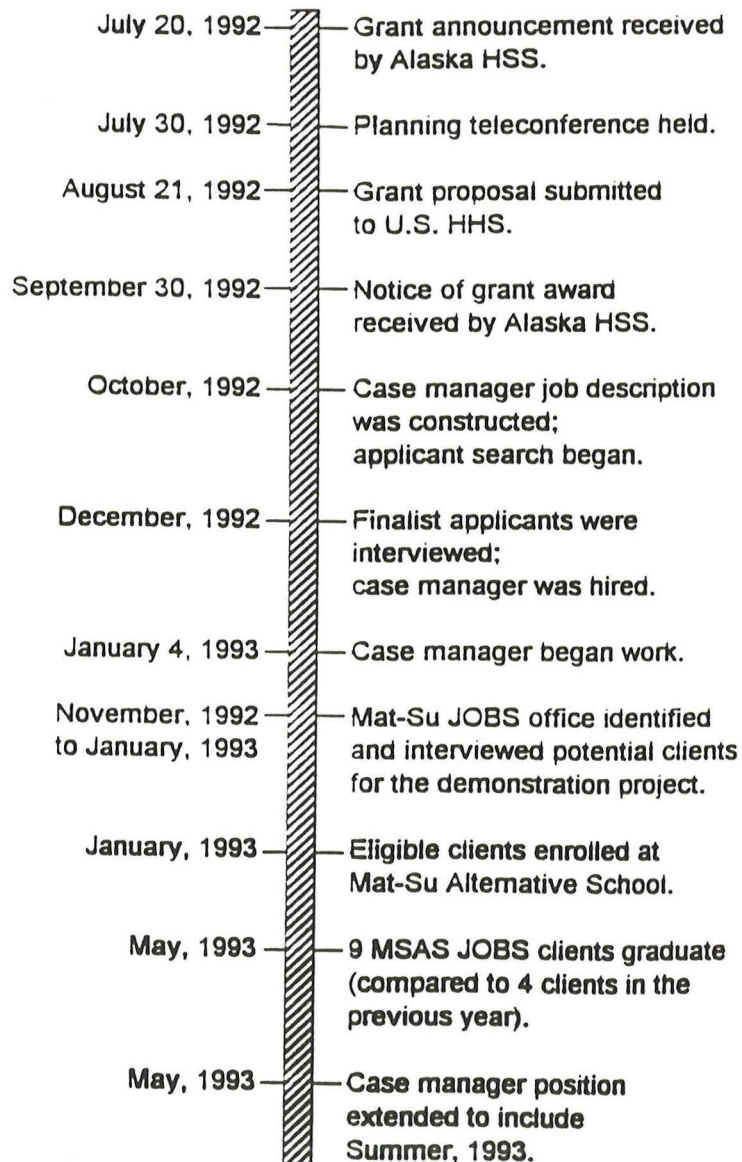 July 20, 1992 Grant announcement received
by Alaska HSS.
July 30, 1992 Planning teleconference held.
August 21, 1992 Grant proposal submitted
to U.S. HHS.
September 30, 1992 Notice of grant award
received by Alaska HSS.
October, 1992 Case manager job description
was constructed;
applicant search began.
December, 1992 Finalist applicants were
interviewed;
case manager was hired.
January 4, 1993 Case manager began work.
November, 1992 Mat-Su JOBS office identified
to January, 1993 and interviewed potential clients
for the demonstration project.
January, 1993 Eligible clients enrolled at
Mat-Su Alternative School.
May, 1993 9 MSAS JOBS clients graduate
(compared to 4 clients in the
previous year).
May, 1993 Case manager position
extended to include
Summer, 1993.